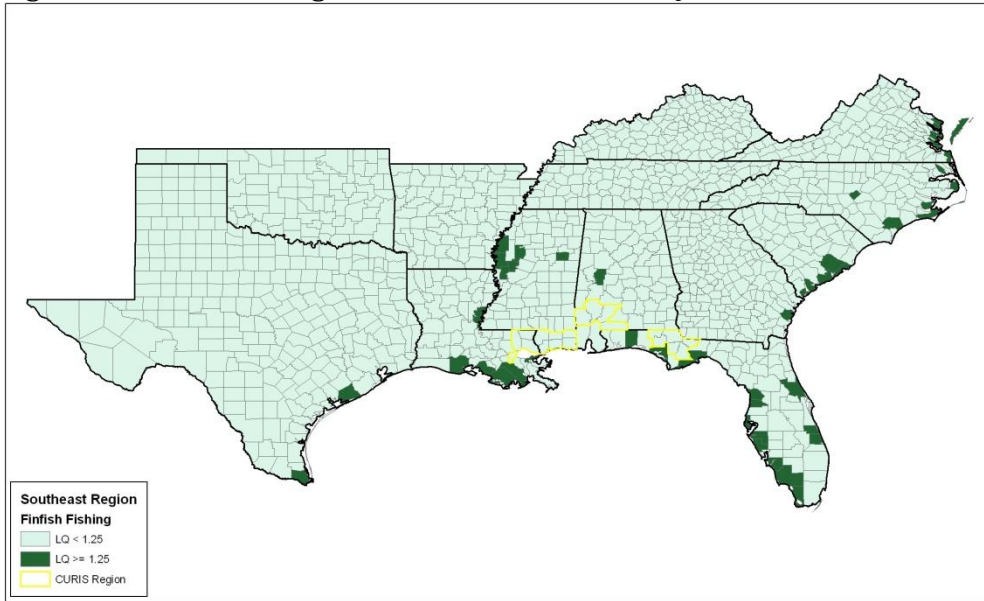 Southeast Region
Finfish Fishing
LQ < 1.25
LQ >= 1.25
CURIS Region